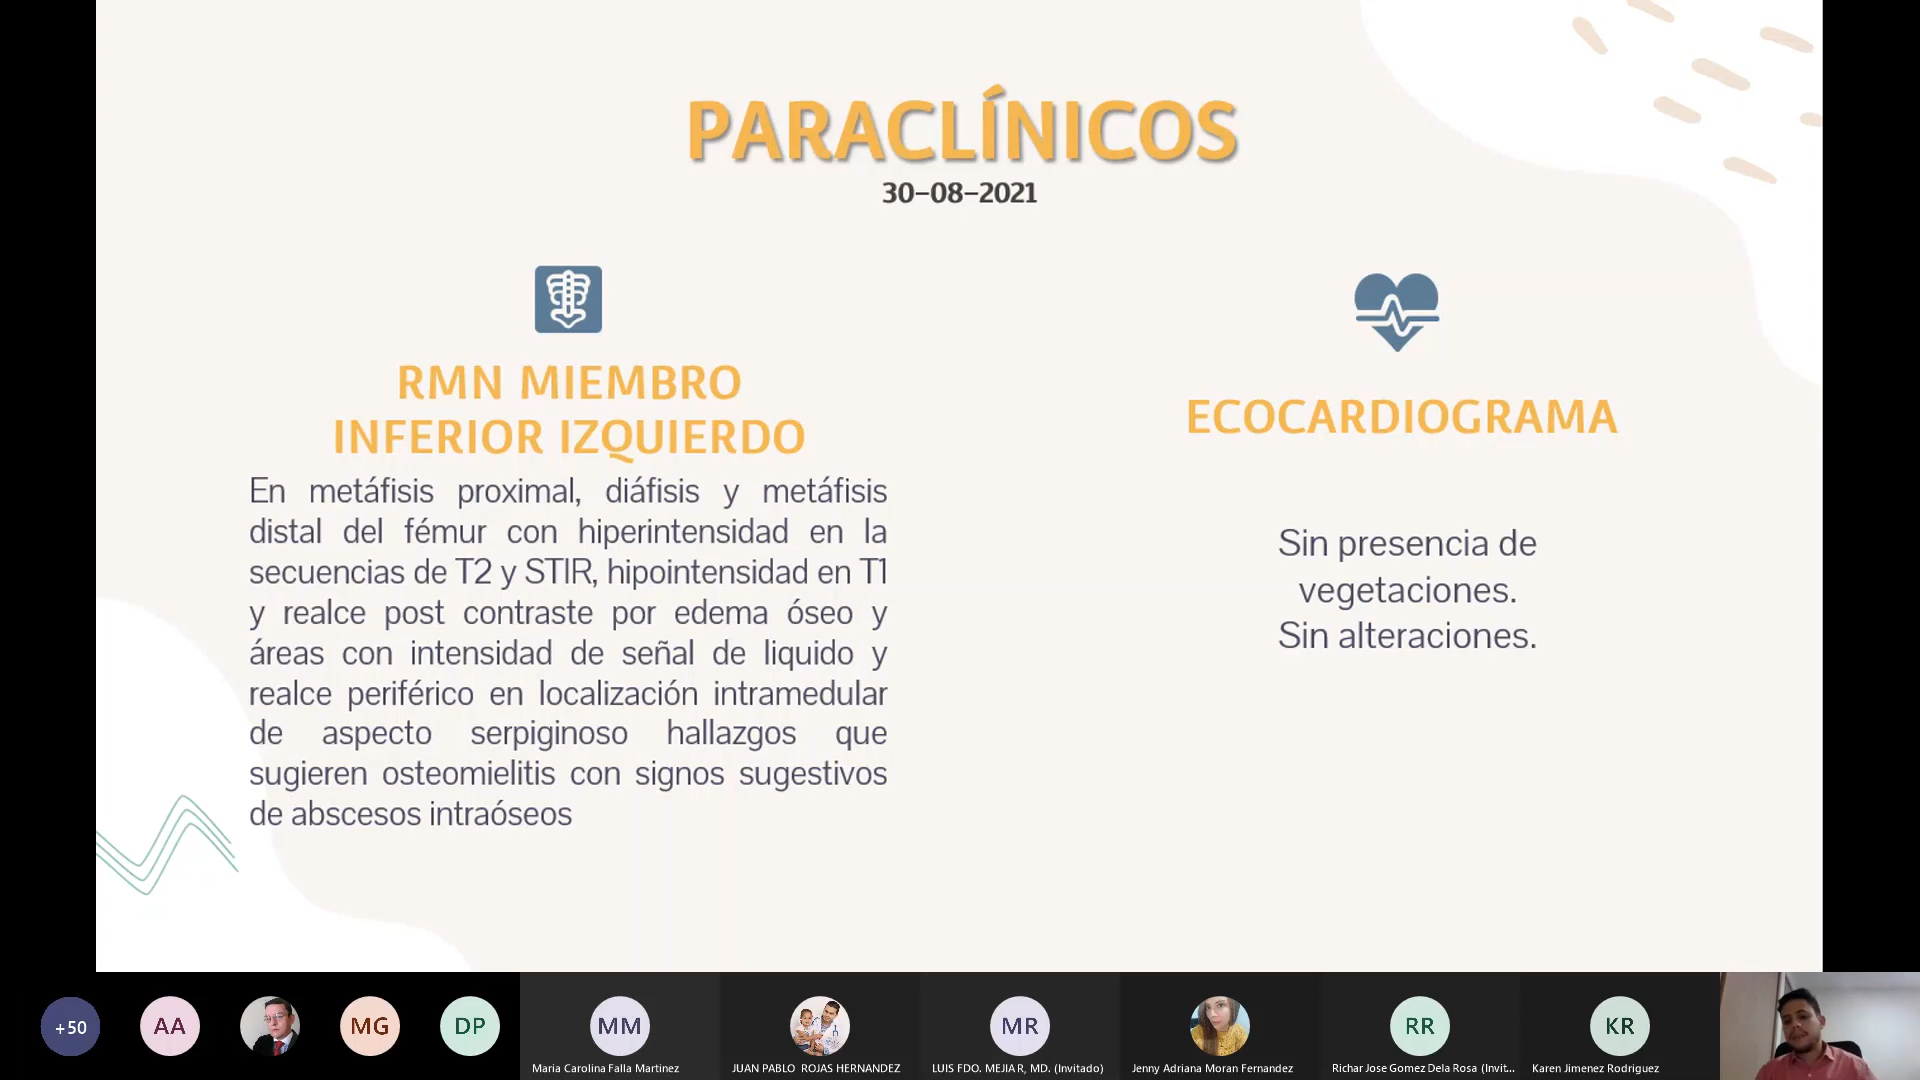 PARACLÍNICOS
30-08-2021
RMN MIEMBRO
INFERIOR IZQUIERDO
En metáfisis proximal, diáfisis y metáfisis
distal del fémur con hiperintensidad en la
secuencias de T2 y STIR, hipointensidad en T1
y realce post contraste por edema óseo y
áreas con intensidad de señal de liquido y
realce periférico en localización intramedular
de aspecto serpiginoso hallazgos que
sugieren osteomielitis con signos sugestivos
de abscesos intraóseos
ECOCARDIOGRAMA
Sin presencia de
vegetaciones.
Sin alteraciones.
+50
AA
MG
DP
MM
Maria Carolina Falla Martinez
JUAN PABLO ROJAS HERNANDEZ
MR
LUIS FDO. MEJIA R, MD. (Invitado)
Jenny Adriana Moran Fernandez
RR
Richar Jose Gomez Dela Rosa (Invit...
KR
Karen Jimenez Rodriguez